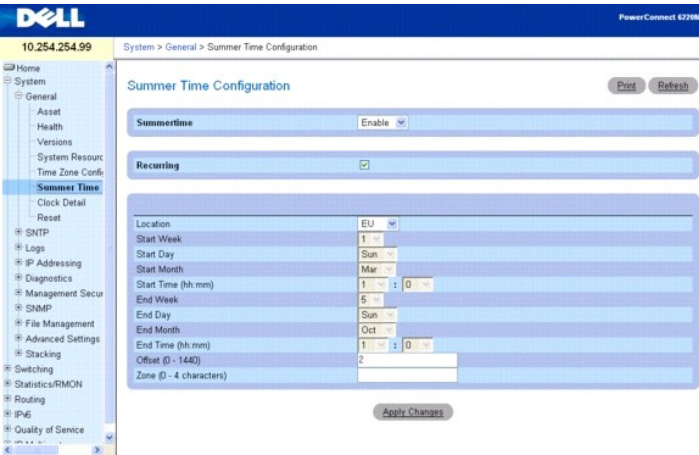 DELL
PowerConnect 6220M
10.254.254.99
System > General > Summer Time Configuration
Home
System
General
Asset
Health
Versions
System Resourc
Time Zone Config
Summer Time
Clock Detail
Reset
SNTP
Logs
IP Addressing
Diagnostics
Management Secur
SNMP
File Management
Advanced Settings
Stacking
Switching
Statistics/RMON
Routing
IPv6
Quality of Service
Summer Time Configuration
Print Refresh
Summertime Enable
Recurring
Location EU
Start Week 1
Start Day Sun
Start Month Mar
Start Time (hh:mm) 1 : 0
End Week 5
End Day Sun
End Month Oct
End Time (hh:mm) 1 : 0
Offset (0 - 1440) 2
Zone (0 - 4 characters)
Apply Changes